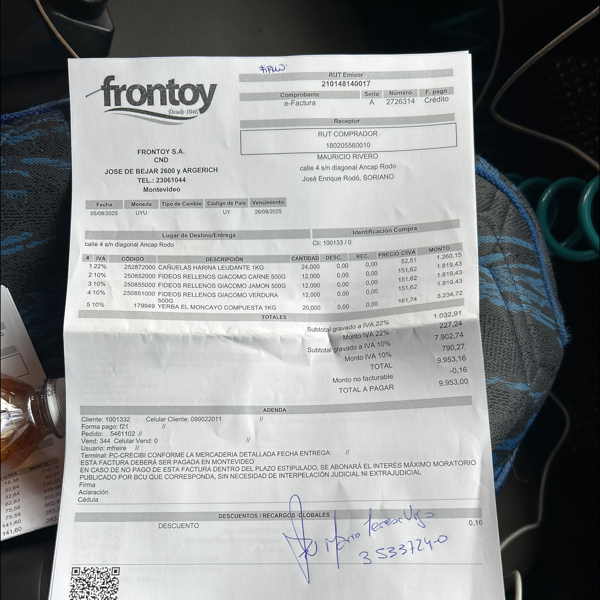 frontoy
Desde 1946
FRONTOY S.A.
CND
JOSE DE BEJAR 2600 y ARGERICH
TEL.: 23061044
Montevideo
RUT Emisor
210148140017
Comprobante Serie Número F. pago
e-Factura A 2726314 Crédito
Receptor
RUT COMPRADOR
180205560010
MAURICIO RIVERO
calle 4 s/n diagonal Ancap Rodo
José Enrique Rodó, SORIANO
Fecha Moneda Tipo de Cambio Código de País Vencimiento
05/08/2025 UYU UY 26/08/2025
Lugar de Destino/Entrega Identificación Compra
calle 4 s/n diagonal Ancap Rodo Cli: 100133 / 0
# IVA CÓDIGO DESCRIPCIÓN CANTIDAD DESC. REC. PRECIO C/IVA MONTO
1 22% 252872000 CAÑUELAS HARINA LEUDANTE 1KG 24,000 0,00 0,00 52,51 1.260,15
2 10% 250852000 FIDEOS RELLENOS GIACOMO CARNE 500G 12,000 0,00 0,00 151,62 1.819,43
3 10% 250855000 FIDEOS RELLENOS GIACOMO JAMON 500G 12,000 0,00 0,00 151,62 1.819,43
4 10% 250851000 FIDEOS RELLENOS GIACOMO VERDURA 500G 12,000 0,00 0,00 151,62 1.819,43
5 10% 179949 YERBA EL MONCAYO COMPUESTA 1KG 20,000 0,00 0,00 161,74 3.234,72
TOTALES
Subtotal gravado a IVA 22% 1.032,91
Monto IVA 22% 227,24
Subtotal gravado a IVA 10% 7.902,74
Monto IVA 10% 790,27
TOTAL 9.953,16
Monto no facturable -0,16
TOTAL A PAGAR 9.953,00
ADENDA
Cliente: 1001332 Celular Cliente: 099022011 //
Forma pago: f21 //
Pedido: 5461102 //
Vend: 344 Celular Vend: 0 //
Usuario: mfreire //
Terminal: PC-CRECIBI CONFORME LA MERCADERIA DETALLADA FECHA ENTREGA: //
ESTA FACTURA DEBERÁ SER PAGADA EN MONTEVIDEO
EN CASO DE NO PAGO DE ESTA FACTURA DENTRO DEL PLAZO ESTIPULADO, SE ABONARÁ EL INTERÉS MÁXIMO MORATORIO
PUBLICADO POR BCU QUE CORRESPONDA, SIN NECESIDAD DE INTERPELACIÓN JUDICIAL NI EXTRAJUDICIAL
Firma
Aclaración
Cédula
DESCUENTOS / RECARGOS GLOBALES
DESCUENTO 0,16
3533724-0